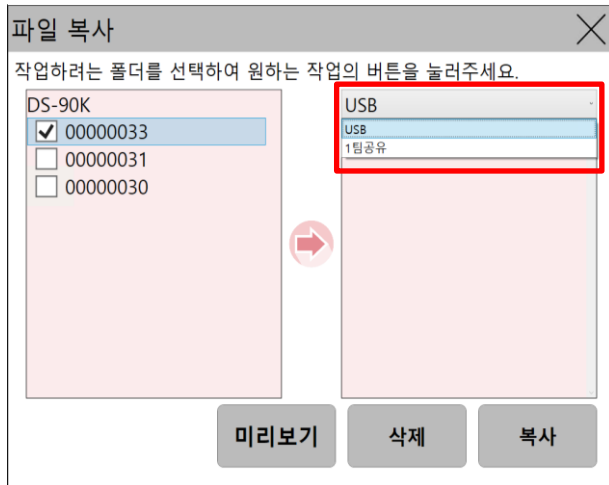 파일 복사
작업하려는 폴더를 선택하여 원하는 작업의 버튼을 눌러주세요.
DS-90K
00000033
00000031
00000030
USB
USB
1팀공유
미리보기
삭제
복사